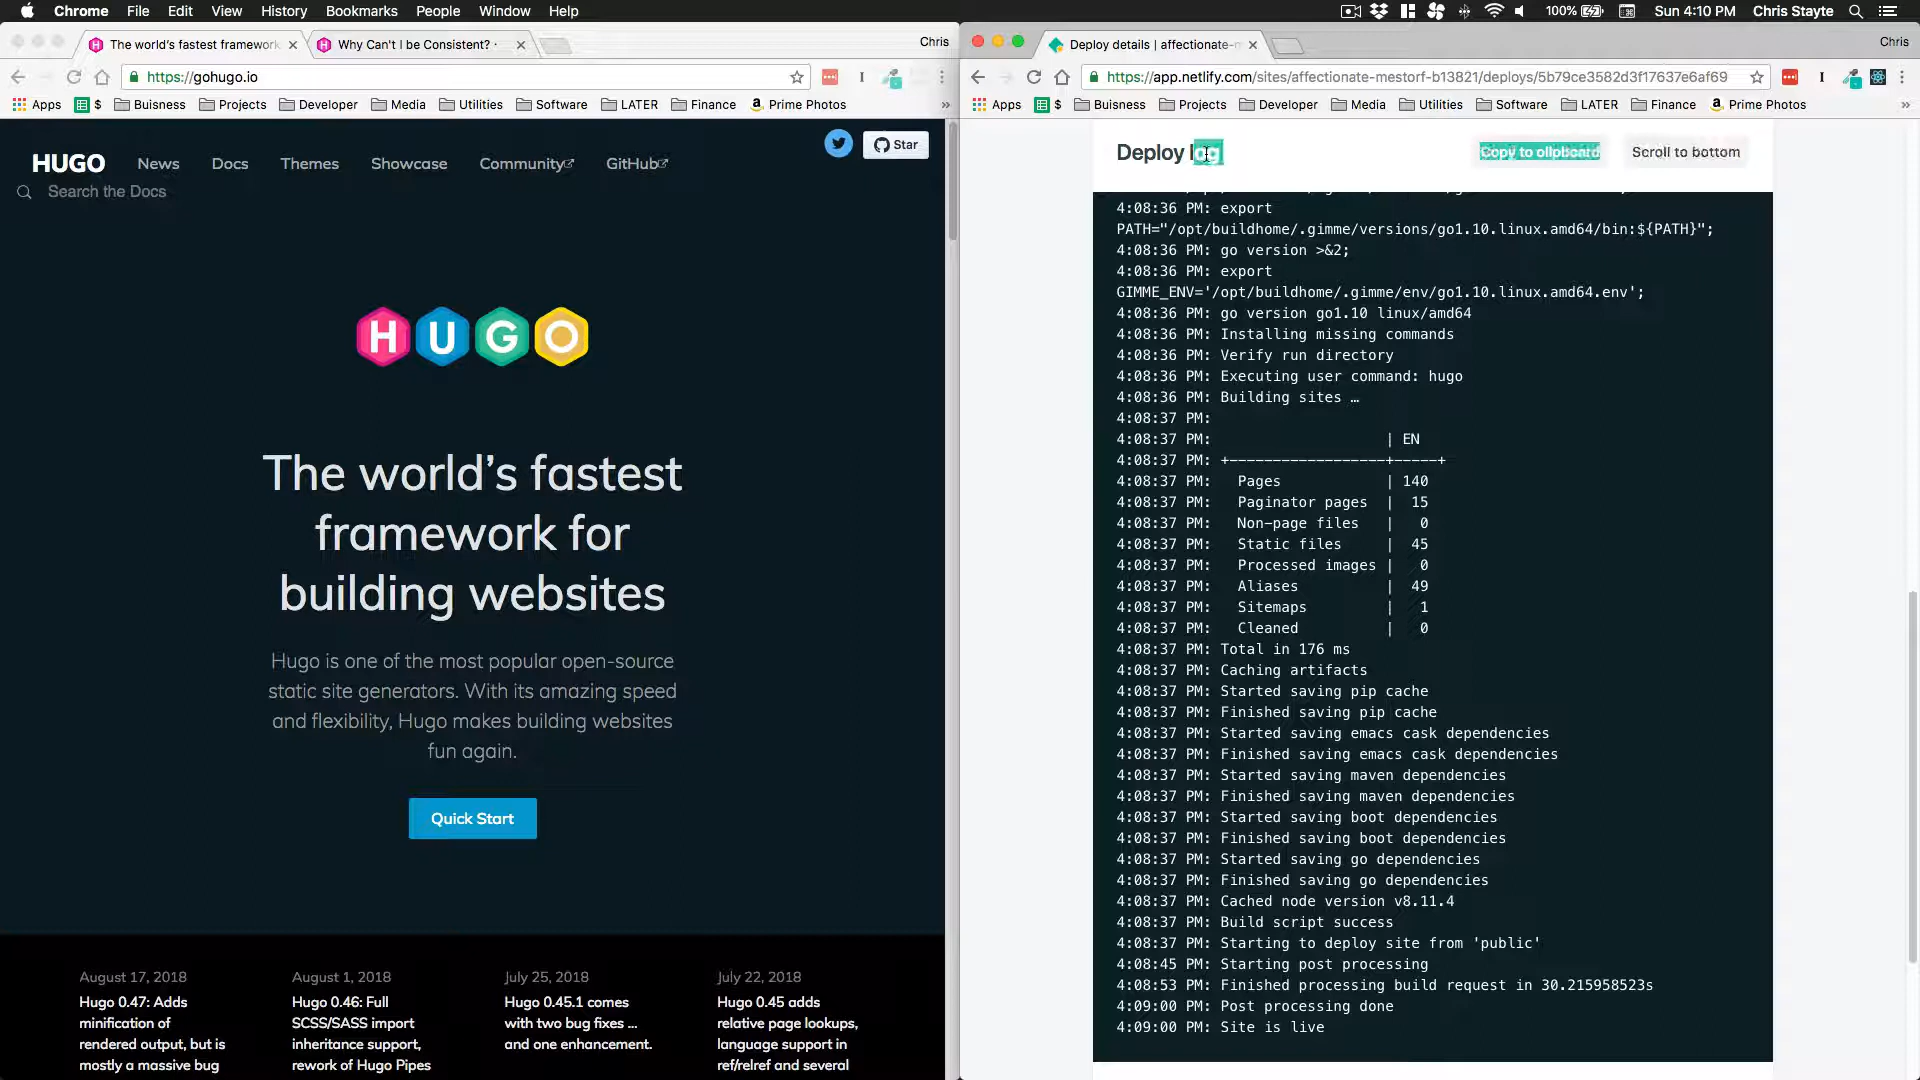 Chrome File Edit View History Bookmarks People Window Help
100% Sun 4:10 PM Chris Stayte
The world's fastest framework
Why Can't I be Consistent? ·
Chris
https://gohugo.io
Apps $ Buisness Projects Developer Media Utilities Software LATER Finance Prime Photos »
HUGO News Docs Themes Showcase Community GitHub
Star
Search the Docs
HUGO
The world's fastest
framework for
building websites
Hugo is one of the most popular open-source
static site generators. With its amazing speed
and flexibility, Hugo makes building websites
fun again.
Quick Start
August 17, 2018
Hugo 0.47: Adds
minification of
rendered output, but is
mostly a massive bug
August 1, 2018
Hugo 0.46: Full
SCSS/SASS import
inheritance support,
rework of Hugo Pipes
July 25, 2018
Hugo 0.45.1 comes
with two bug fixes ...
and one enhancement.
July 22, 2018
Hugo 0.45 adds
relative page lookups,
language support in
ref/relref and several
Deploy details | affectionate-m
Chris
https://app.netlify.com/sites/affectionate-mestorf-b13821/deploys/5b79ce3582d3f17637e6af69
Apps $ Buisness Projects Developer Media Utilities Software LATER Finance Prime Photos »
Deploy log
Copy to clipboard Scroll to bottom
4:08:36 PM: export
PATH="/opt/buildhome/.gimme/versions/go1.10.linux.amd64/bin:${PATH}";
4:08:36 PM: go version >&2;
4:08:36 PM: export
GIMME_ENV='/opt/buildhome/.gimme/env/go1.10.linux.amd64.env';
4:08:36 PM: go version go1.10 linux/amd64
4:08:36 PM: Installing missing commands
4:08:36 PM: Verify run directory
4:08:36 PM: Executing user command: hugo
4:08:36 PM: Building sites …
4:08:37 PM:
4:08:37 PM: | EN
4:08:37 PM: +------------------+-----+
4:08:37 PM: Pages | 140
4:08:37 PM: Paginator pages | 15
4:08:37 PM: Non-page files | 0
4:08:37 PM: Static files | 45
4:08:37 PM: Processed images | 0
4:08:37 PM: Aliases | 49
4:08:37 PM: Sitemaps | 1
4:08:37 PM: Cleaned | 0
4:08:37 PM: Total in 176 ms
4:08:37 PM: Caching artifacts
4:08:37 PM: Started saving pip cache
4:08:37 PM: Finished saving pip cache
4:08:37 PM: Started saving emacs cask dependencies
4:08:37 PM: Finished saving emacs cask dependencies
4:08:37 PM: Started saving maven dependencies
4:08:37 PM: Finished saving maven dependencies
4:08:37 PM: Started saving boot dependencies
4:08:37 PM: Finished saving boot dependencies
4:08:37 PM: Started saving go dependencies
4:08:37 PM: Finished saving go dependencies
4:08:37 PM: Cached node version v8.11.4
4:08:37 PM: Build script success
4:08:37 PM: Starting to deploy site from 'public'
4:08:45 PM: Starting post processing
4:08:53 PM: Finished processing build request in 30.215958523s
4:09:00 PM: Post processing done
4:09:00 PM: Site is live